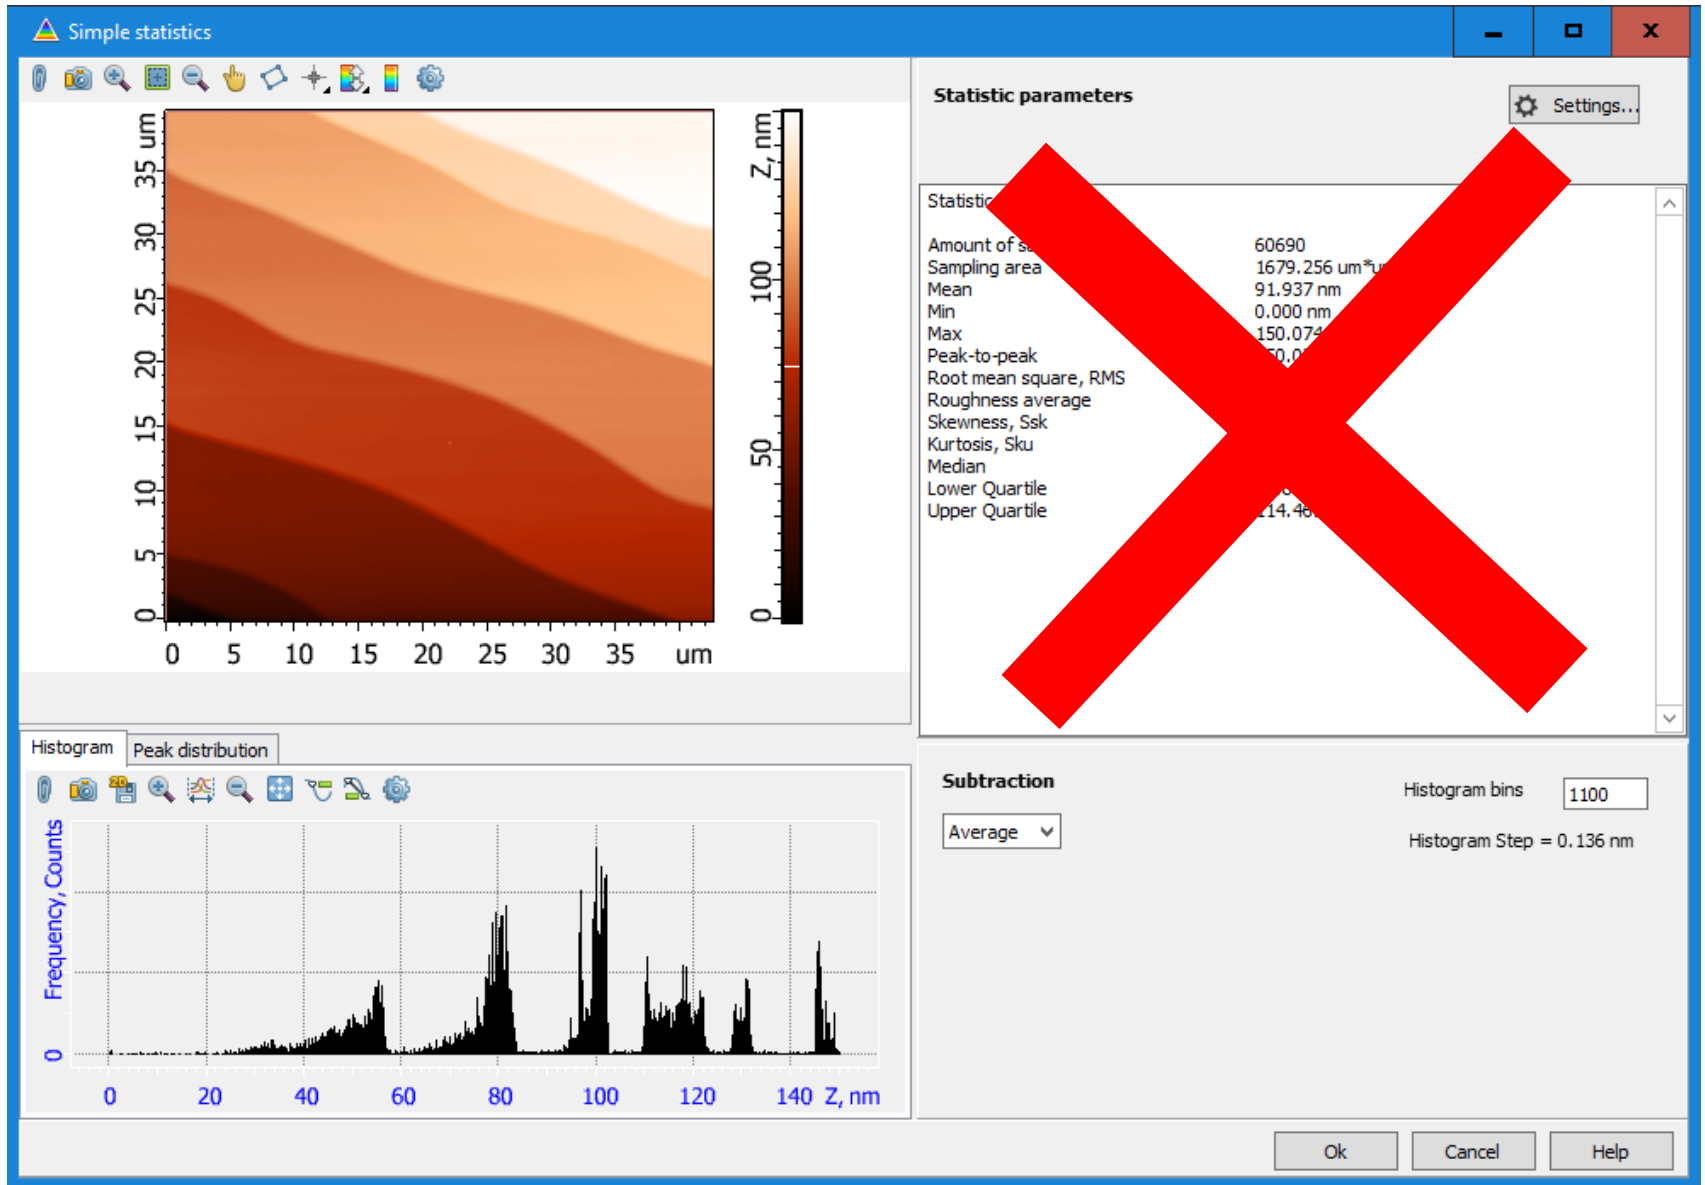 Simple statistics
Statistic parameters
Settings...
um
35
30
25
20
15
10
5
0
0 5 10 15 20 25 30 35 um
Z, nm
100
50
0
Amount of
60690
Sampling area 1679.256
Mean 91.937 nm
Min 0.000 nm
Max
Peak-to-peak
Root mean square, RMS
Roughness average
Skewness, Ssk
Kurtosis, Sku
Median
Lower Quartile
Upper Quartile
Histogram Peak distribution
2D
Frequency, Counts
0
0 20 40 60 80 100 120 140 Z, nm
Subtraction
Average
Histogram bins 1100
Histogram Step = 0.136 nm
Ok Cancel Help